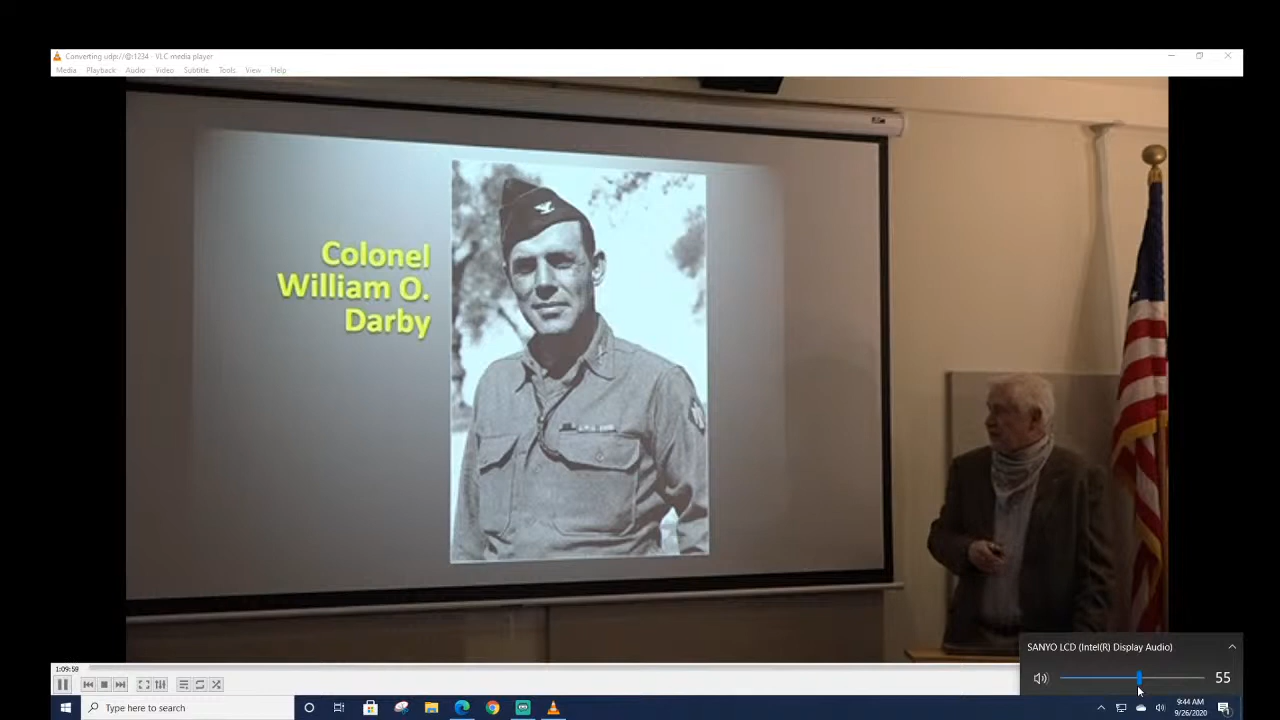 Converting udp://@:1234 - VLC media player
Media Playback Audio Video Subtitle Tools View Help
Colonel
William O.
Darby
SANYO LCD (Intel(R) Display Audio)
55
1:09:59
Type here to search
9:44 AM
9/26/2020